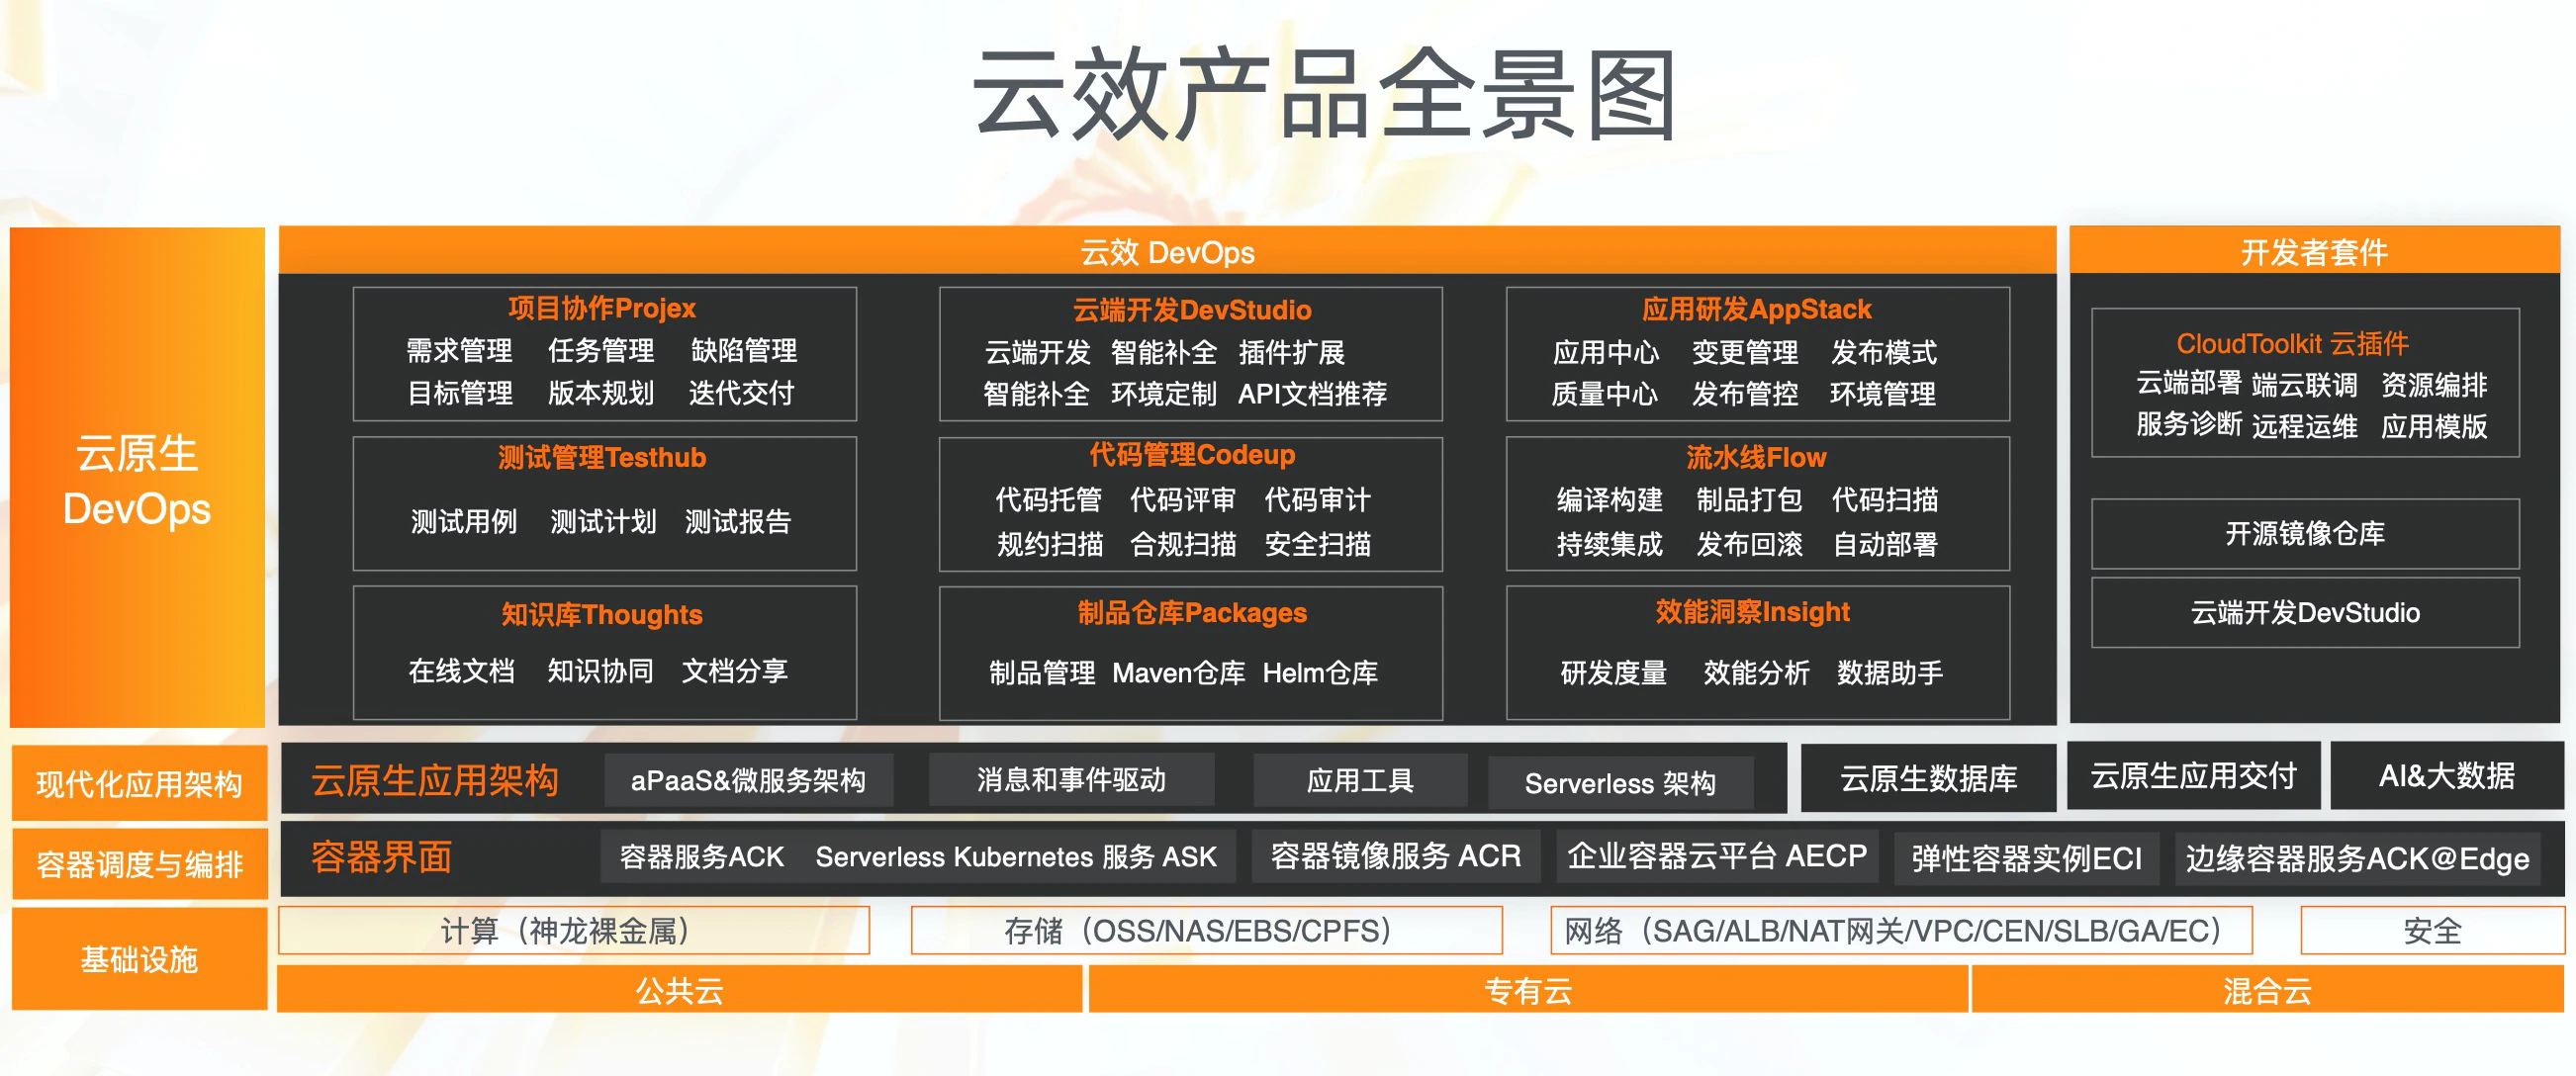 云效产品全景图
云原生
DevOps
云效 DevOps
项目协作Projex
需求管理 任务管理 缺陷管理
目标管理 版本规划 迭代交付
云端开发DevStudio
云端开发 智能补全 插件扩展
智能补全 环境定制 API文档推荐
应用研发AppStack
应用中心 变更管理 发布模式
质量中心 发布管控 环境管理
测试管理Testhub
测试用例 测试计划 测试报告
代码管理Codeup
代码托管 代码评审 代码审计
规约扫描 合规扫描 安全扫描
流水线Flow
编译构建 制品打包 代码扫描
持续集成 发布回滚 自动部署
知识库Thoughts
在线文档 知识协同 文档分享
制品仓库Packages
制品管理 Maven仓库 Helm仓库
效能洞察Insight
研发度量 效能分析 数据助手
开发者套件
CloudToolkit 云插件
云端部署 端云联调 资源编排
服务诊断 远程运维 应用模版
开源镜像仓库
云端开发DevStudio
现代化应用架构
云原生应用架构 aPaaS&微服务架构 消息和事件驱动 应用工具 Serverless 架构 云原生数据库 云原生应用交付 AI&大数据
容器调度与编排
容器界面 容器服务ACK Serverless Kubernetes 服务 ASK 容器镜像服务 ACR 企业容器云平台 AECP 弹性容器实例ECI 边缘容器服务ACK@Edge
基础设施
计算（神龙裸金属） 存储（OSS/NAS/EBS/CPFS） 网络（SAG/ALB/NAT网关/VPC/CEN/SLB/GA/EC） 安全
公共云 专有云 混合云